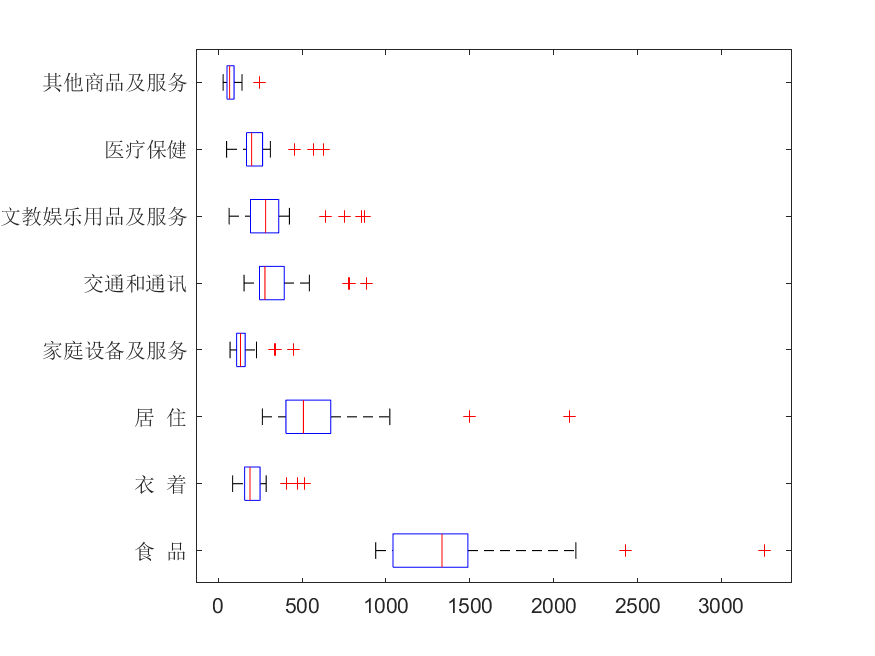 其他商品及服务
医疗保健
文教娱乐用品及服务
交通和通讯
家庭设备及服务
居 住
衣 着
食 品
0 500 1000 1500 2000 2500 3000